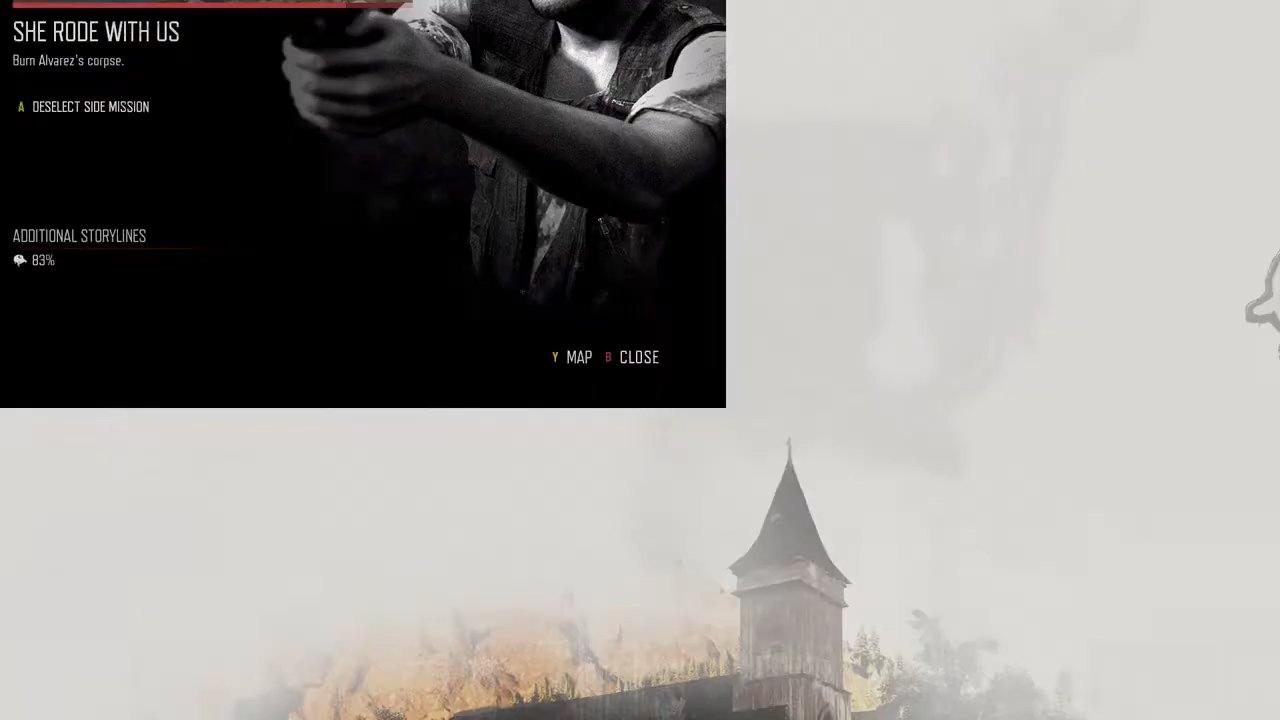 SHE RODE WITH US
Burn Alvarez's corpse.
A DESELECT SIDE MISSION
ADDITIONAL STORYLINES
83%
Y MAP B CLOSE